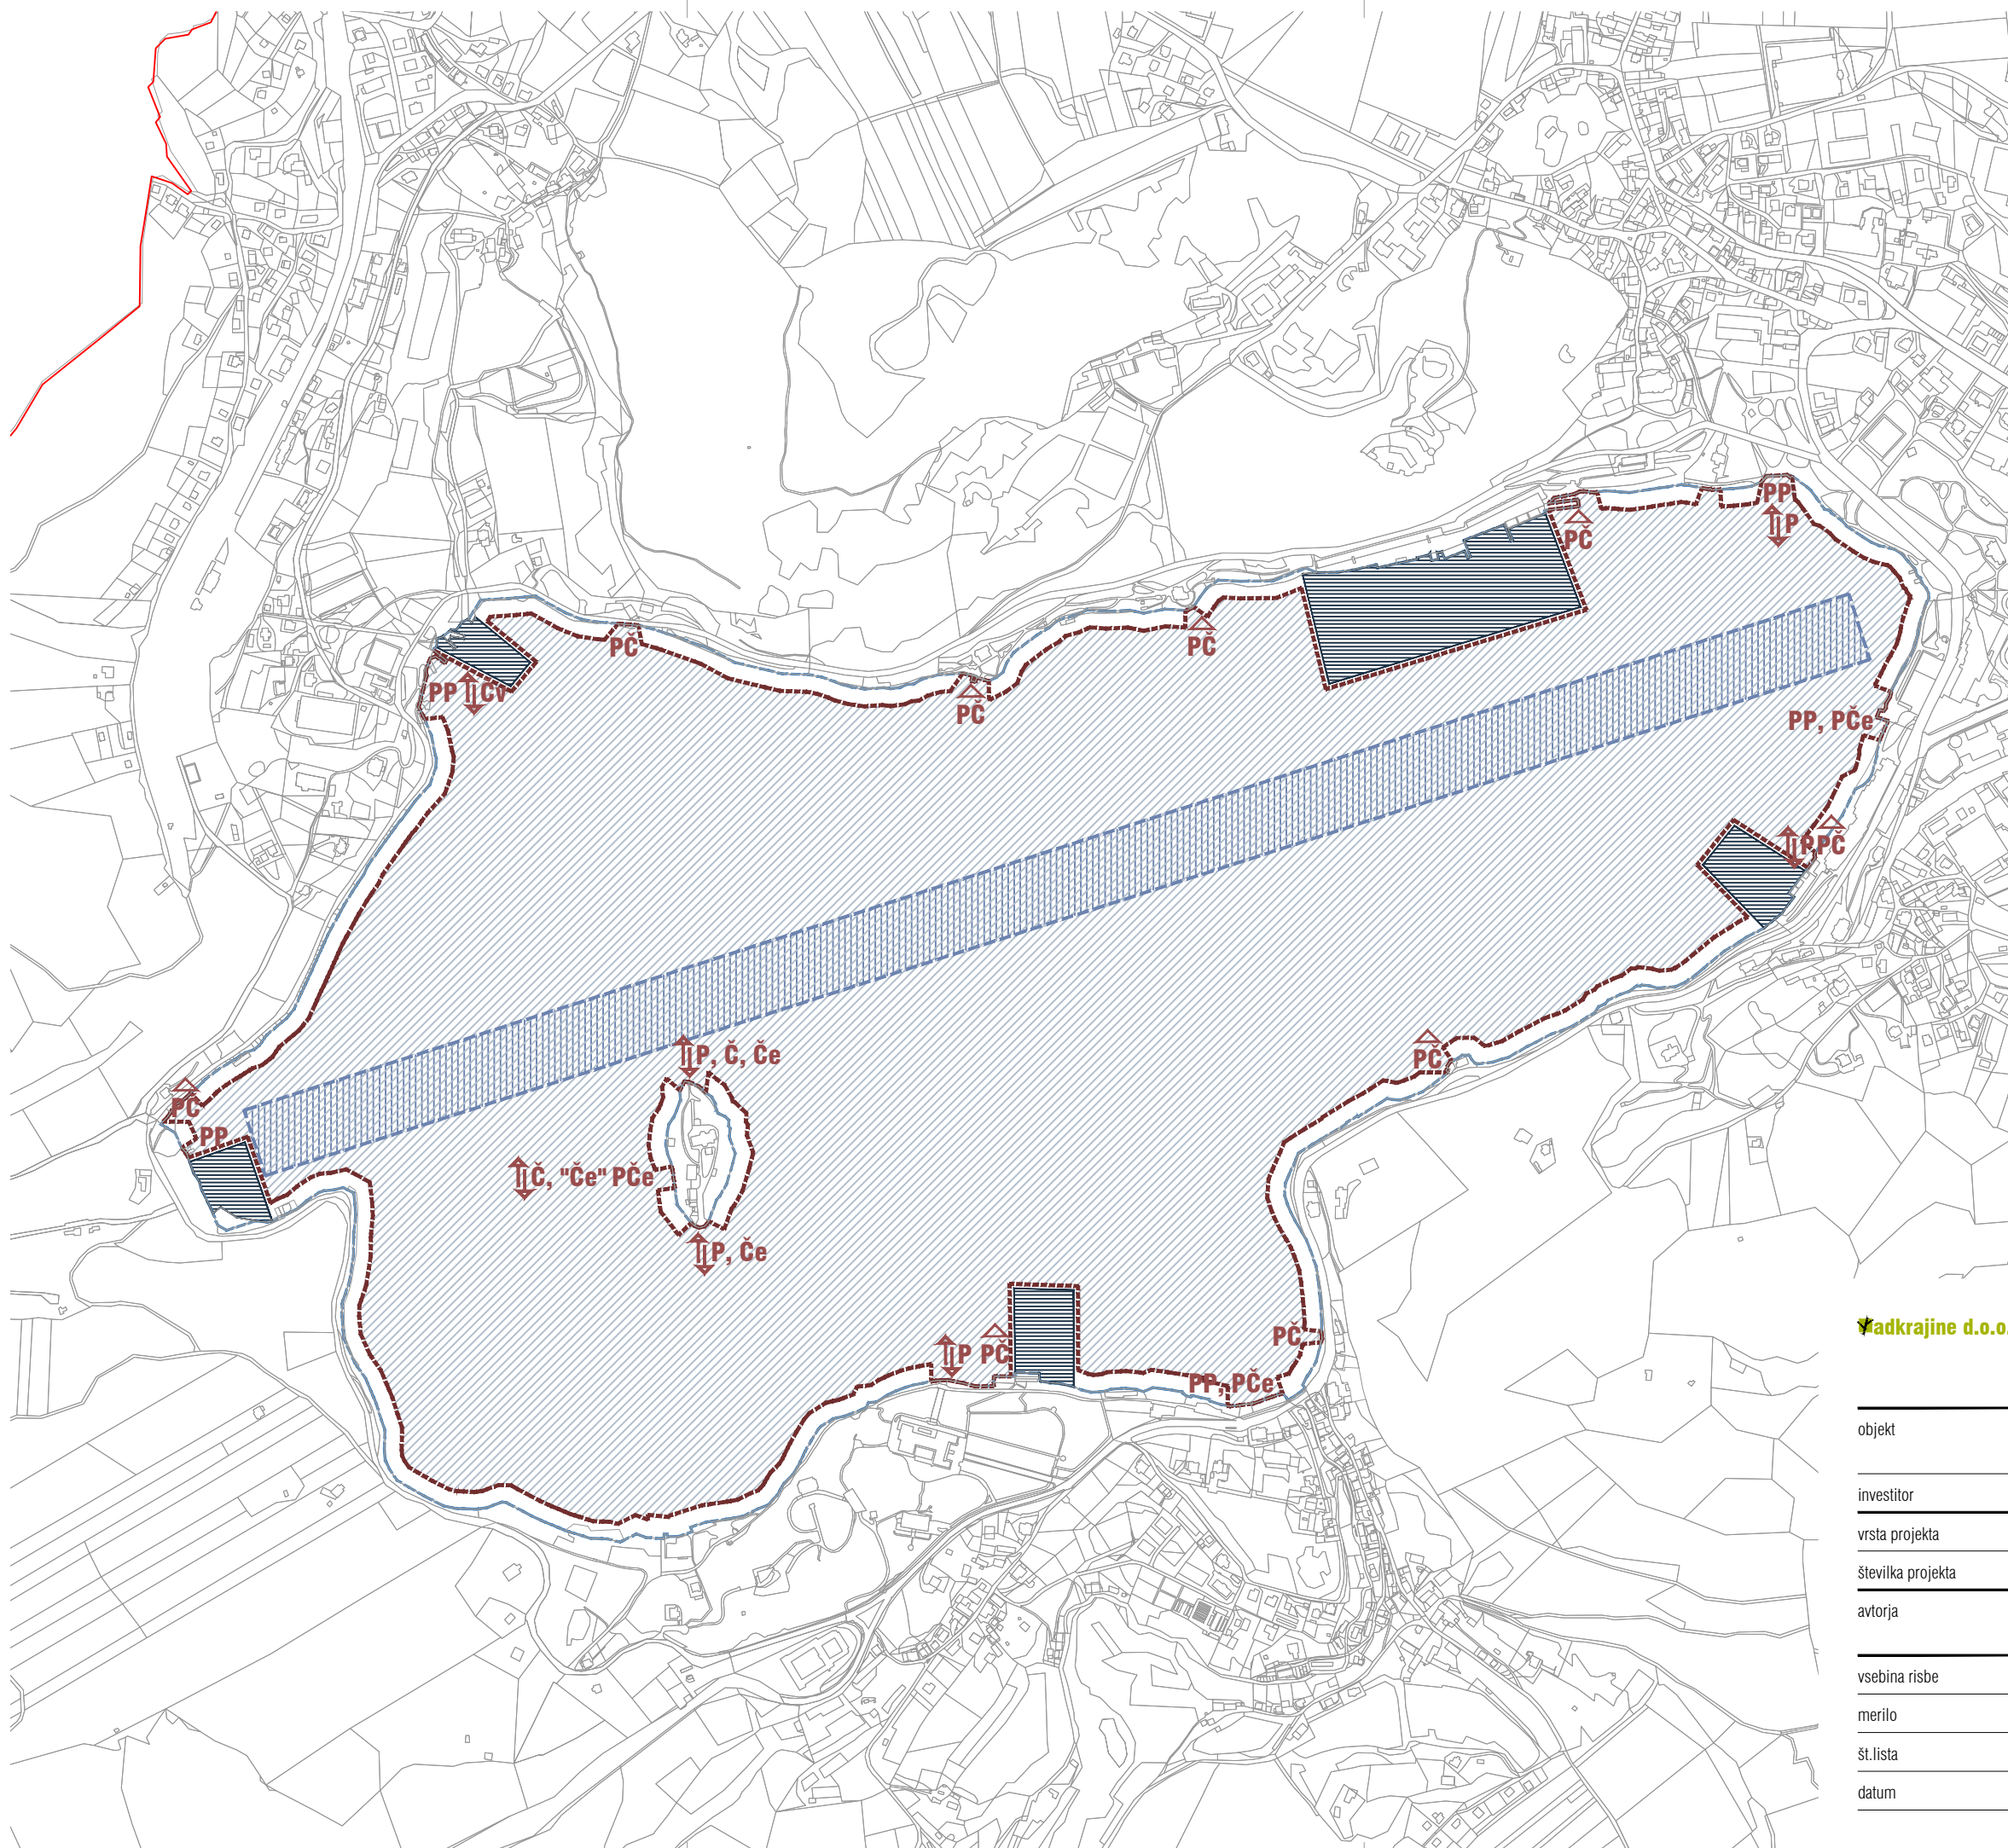 PP
P
PČ
PČ
PČ
PP Čv
PČ
PP, PČe
P PČ
P, Č, Če
PČ
PČ
PP
Č, "Če" PČe
P, Če
PČ
P PČ
PP, PČe
adkrajine d.o.o.
objekt
investitor
vrsta projekta
številka projekta
avtorja
vsebina risbe
merilo
št.lista
datum